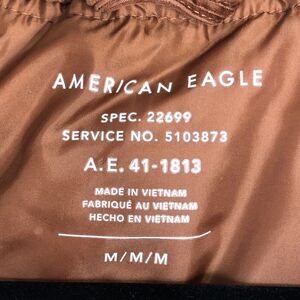 AMERICAN EAGLE
SPEC. 22699
SERVICE NO. 5103873
A.E. 41-1813
MADE IN VIETNAM
FABRIQUÉ AU VIETNAM
HECHO EN VIETNAM
M/M/M